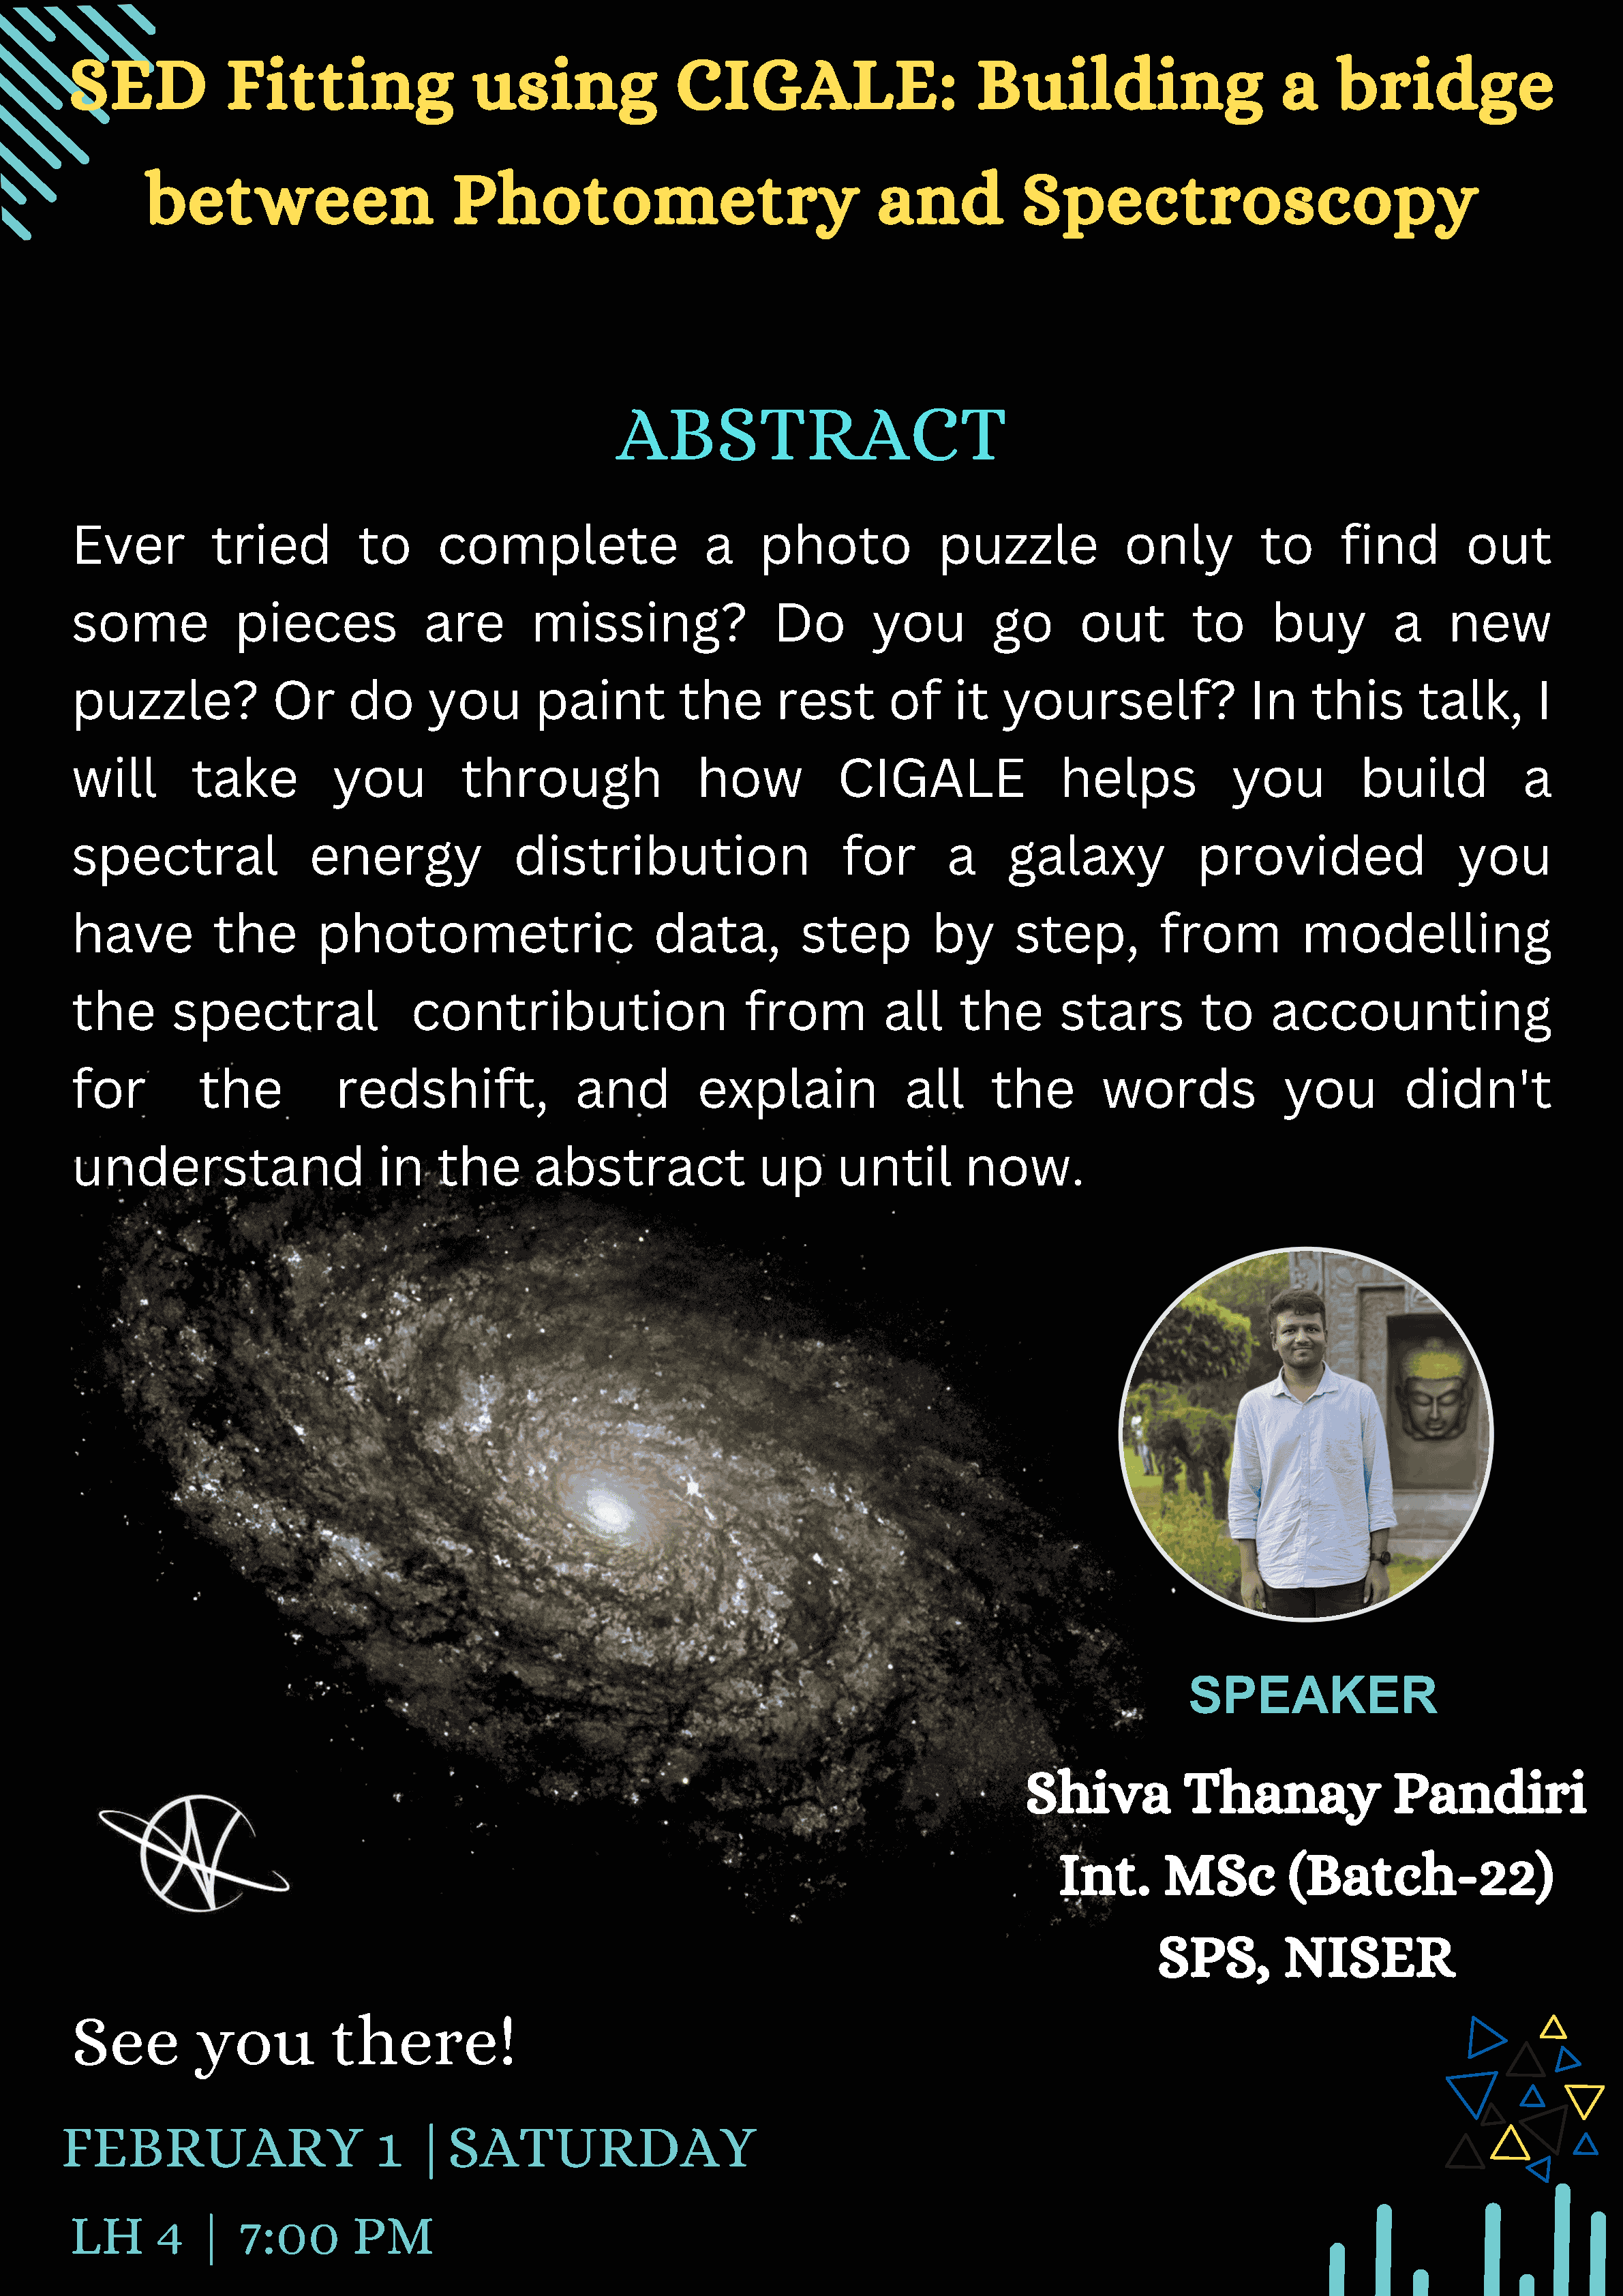 SED Fitting using CIGALE: Building a bridge
between Photometry and Spectroscopy
ABSTRACT
Ever tried to complete a photo puzzle only to find out
some pieces are missing? Do you go out to buy a new
puzzle? Or do you paint the rest of it yourself? In this talk, I
will take you through how CIGALE helps you build a
spectral energy distribution for a galaxy provided you
have the photometric data, step by step, from modelling
the spectral contribution from all the stars to accounting
for the redshift, and explain all the words you didn't
understand in the abstract up until now.
SPEAKER
Shiva Thanay Pandiri
Int. MSc (Batch-22)
SPS, NISER
See you there!
FEBRUARY 1 | SATURDAY
LH 4 | 7:00 PM